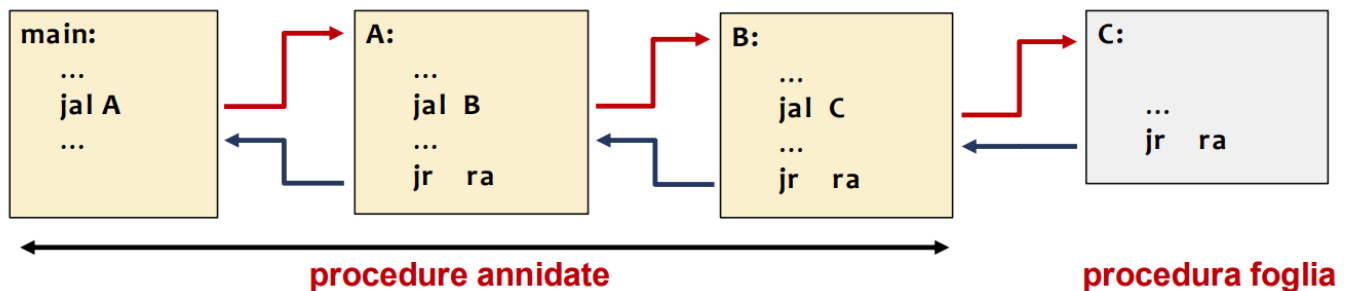 main:
...
jal A
...
A:
...
jal B
...
jr ra
B:
...
jal C
...
jr ra
C:
...
jr ra
procedure annidate
procedura foglia